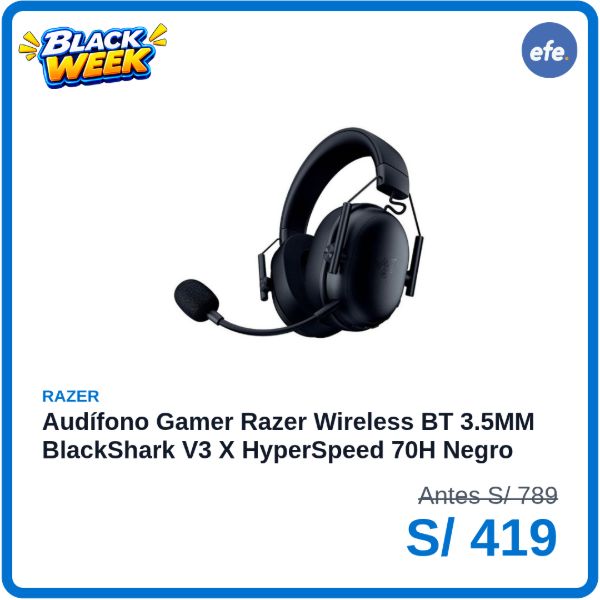 BLACK
WEEK
efe.
RAZER
Audífono Gamer Razer Wireless BT 3.5MM
BlackShark V3 X HyperSpeed 70H Negro
Antes S/ 789
S/ 419